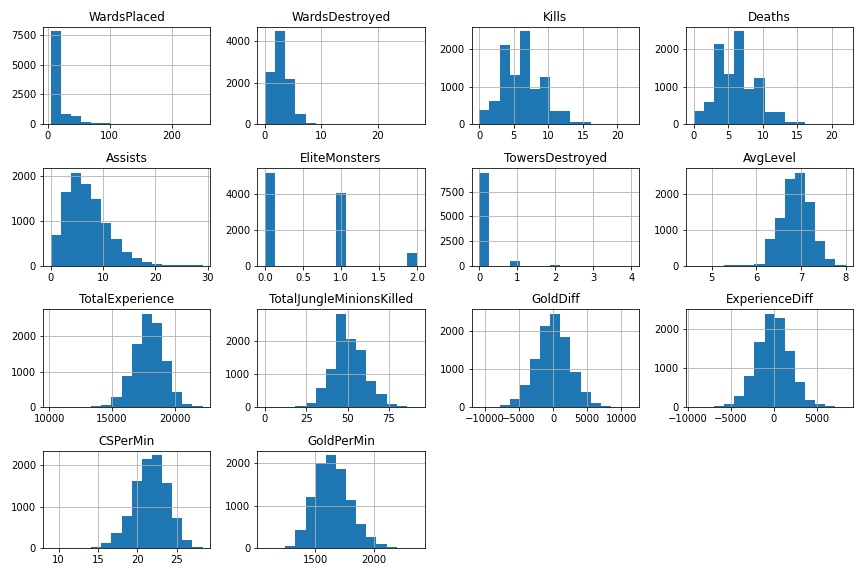 WardsPlaced
7500
5000
2500
0
0 100 200
WardsDestroyed
4000
2000
0
0 10 20
Kills
2000
1000
0
0 5 10 15 20
Deaths
2000
1000
0
0 5 10 15 20
Assists
2000
1000
0
0 10 20 30
EliteMonsters
4000
2000
0
0.0 0.5 1.0 1.5 2.0
TowersDestroyed
7500
5000
2500
0
0 1 2 3 4
AvgLevel
2000
1000
0
5 6 7 8
TotalExperience
2000
1000
0
10000 15000 20000
TotalJungleMinionsKilled
2000
1000
0
0 25 50 75
GoldDiff
2000
1000
0
−10000 −5000 0 5000 10000
ExperienceDiff
2000
1000
0
−10000 −5000 0 5000
CSPerMin
2000
1000
0
10 15 20 25
GoldPerMin
2000
1000
0
1500 2000